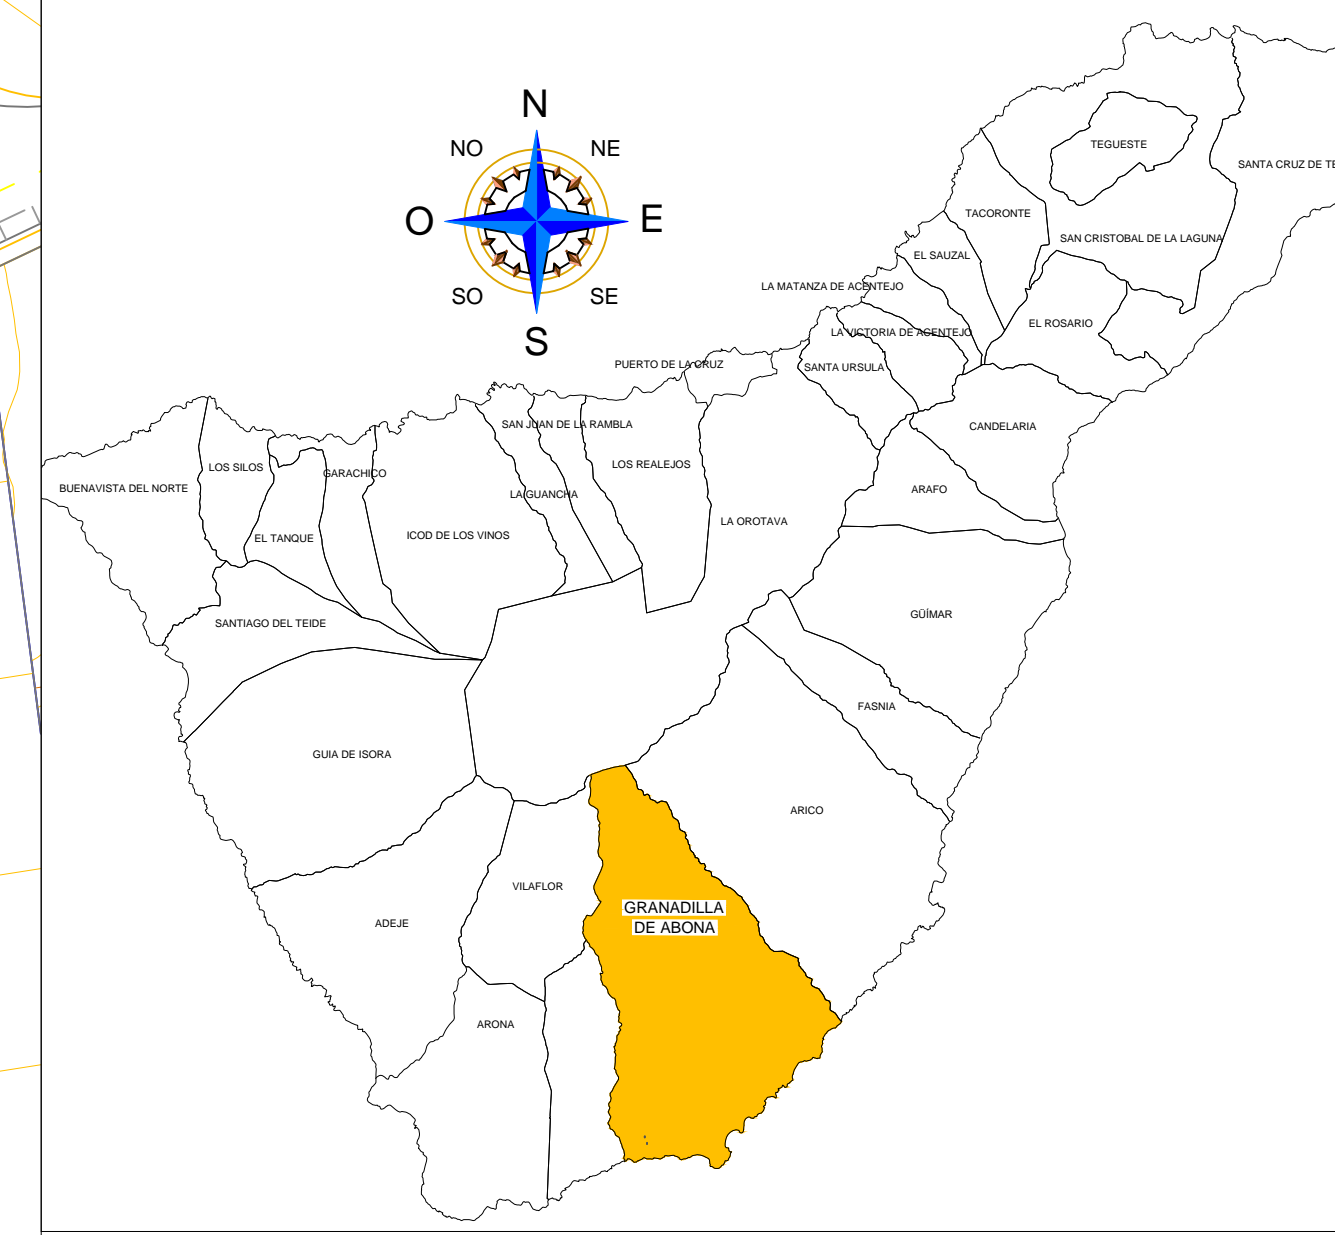 N
NO
NE
O
E
SO
SE
S
TEGUESTE
SANTA CRUZ DE TE
TACORONTE
SAN CRISTOBAL DE LA LAGUNA
EL SAUZAL
LA MATANZA DE ACENTEJO
EL ROSARIO
LA VICTORIA DE ACENTEJO
PUERTO DE LA CRUZ
SANTA URSULA
SAN JUAN DE LA RAMBLA
CANDELARIA
LOS SILOS
GARACHICO
LOS REALEJOS
BUENAVISTA DEL NORTE
LA GUANCHA
ARAFO
LA OROTAVA
EL TANQUE
ICOD DE LOS VINOS
GÜÍMAR
SANTIAGO DEL TEIDE
FASNIA
GUIA DE ISORA
ARICO
VILAFLOR
GRANADILLA
DE ABONA
ADEJE
ARONA